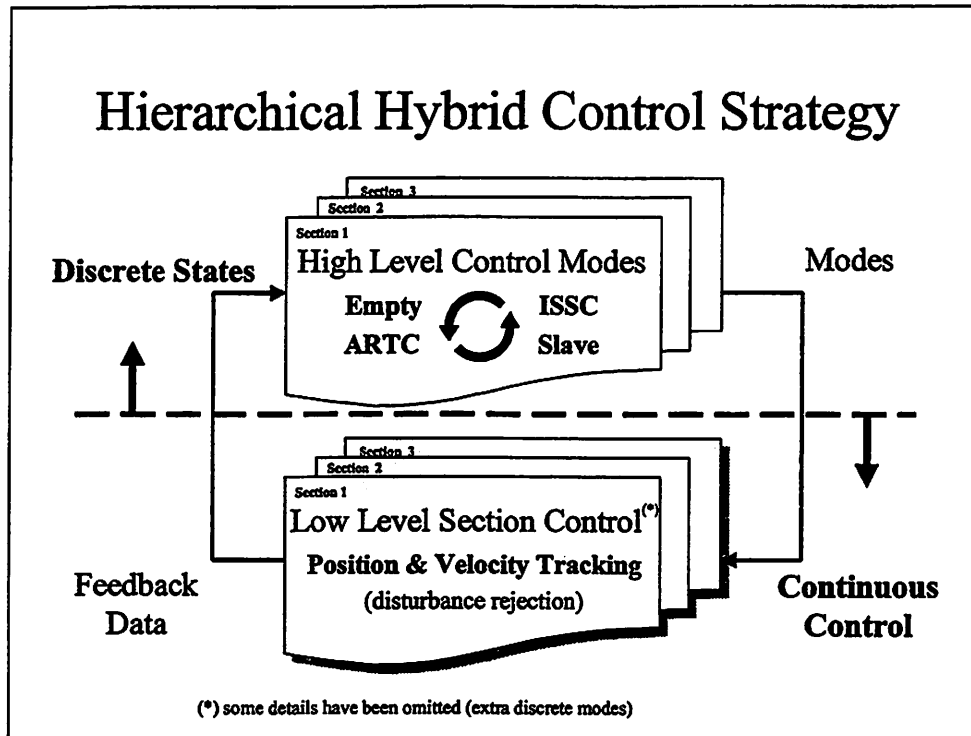 Hierarchical Hybrid Control Strategy
Section 3
Section 2
Section 1
High Level Control Modes
Discrete States
Modes
Empty
ISSC
ARTC
Slave
Section 3
Section 2
Section 1
Low Level Section Control(*)
Position & Velocity Tracking
(disturbance rejection)
Feedback
Data
Continuous
Control
(*) some details have been omitted (extra discrete modes)